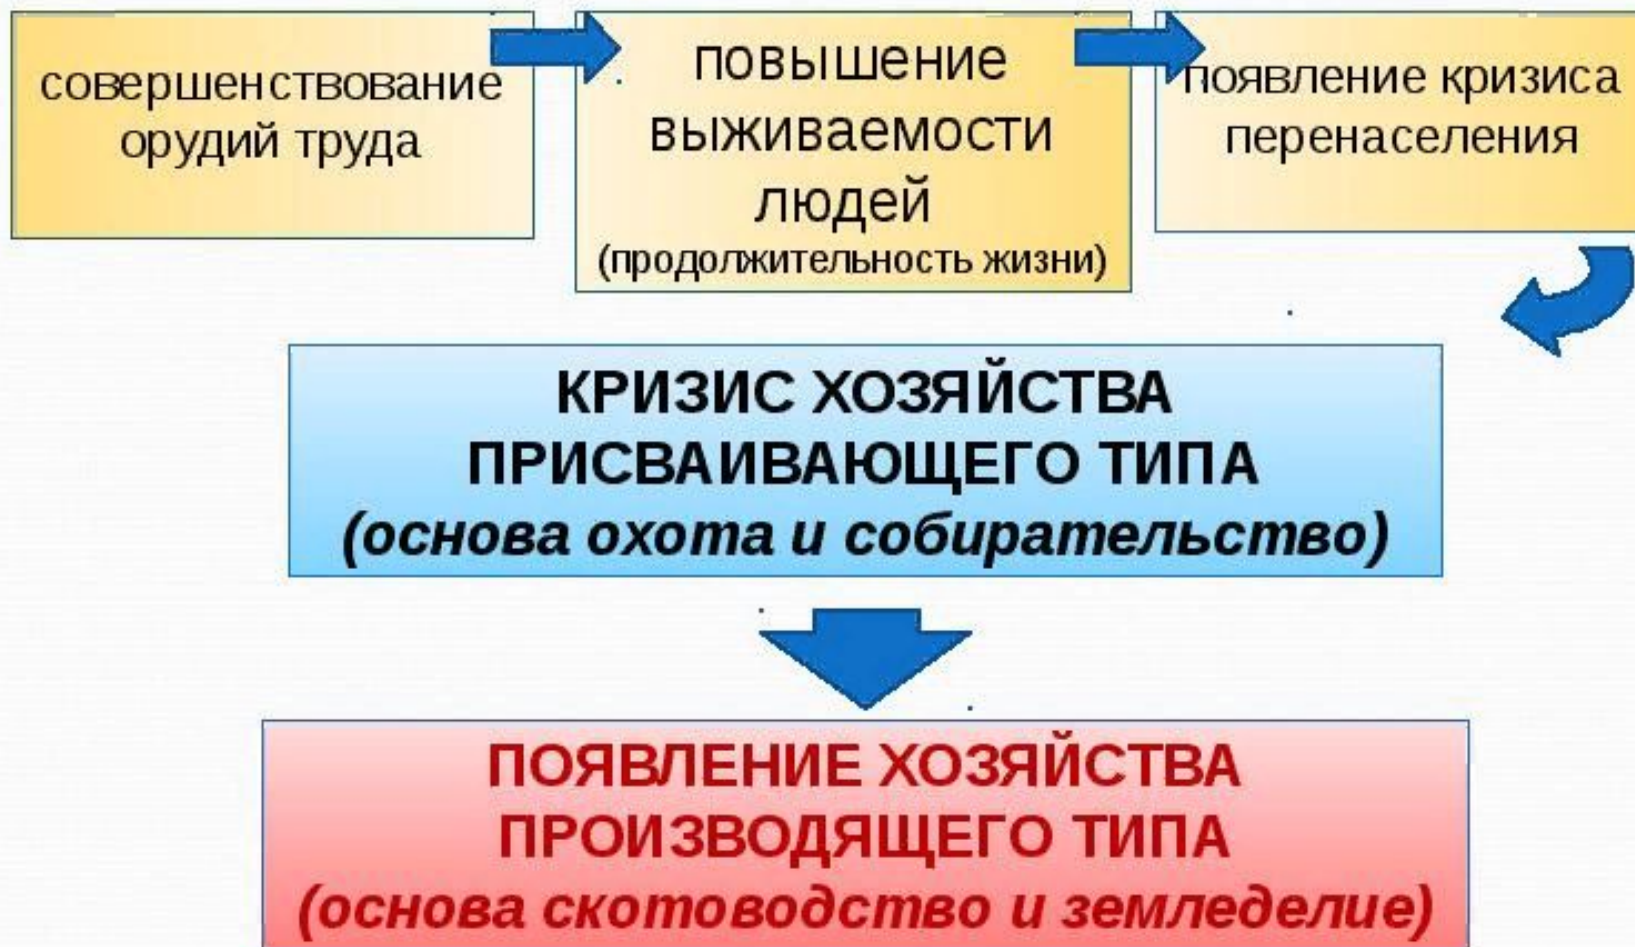 совершенствование
орудий труда
повышение
выживаемости
людей
(продолжительность жизни)
появление кризиса
перенаселения
КРИЗИС ХОЗЯЙСТВА
ПРИСВАИВАЮЩЕГО ТИПА
(основа охота и собирательство)
ПОЯВЛЕНИЕ ХОЗЯЙСТВА
ПРОИЗВОДЯЩЕГО ТИПА
(основа скотоводство и земледелие)